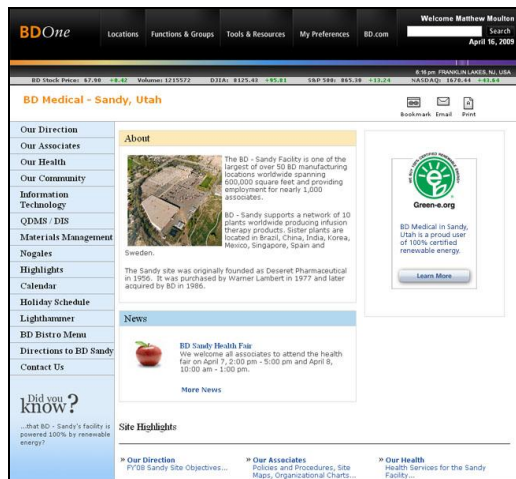 Welcome Matthew Moulton
BDOne
Locations
Functions & Groups
Tools & Resources
My Preferences
BD.com
Search
April 16, 2009
6:16 pm FRANKLIN LAKES, NJ, USA
BD Stock Price: 67.90 +0.42 Volume: 1215572 DJIA: 8125.43 +95.81 S&P 500: 865.30 +13.24 NASDAQ: 1670.44 +43.64
BD Medical - Sandy, Utah
Bookmark Email Print
Our Direction
Our Associates
Our Health
Our Community
Information
Technology
QDMS / DIS
Materials Management
Nogales
Highlights
Calendar
Holiday Schedule
Lighthammer
BD Bistro Menu
Directions to BD Sandy
Contact Us
Did you
know?
...that BD - Sandy's facility is
powered 100% by renewable
energy?
About
The BD - Sandy Facility is one of the
largest of over 50 BD manufacturing
locations worldwide spanning
600,000 square feet and providing
employment for nearly 1,000
associates.
BD - Sandy supports a network of 10
plants worldwide producing infusion
therapy products. Sister plants are
located in Brazil, China, India, Korea,
Mexico, Singapore, Spain and
Sweden.
The Sandy site was originally founded as Deseret Pharmaceutical
in 1956. It was purchased by Warner Lambert in 1977 and later
acquired by BD in 1986.
News
BD Sandy Health Fair
We welcome all associates to attend the health
fair on April 7, 2:00 pm - 5:00 pm and April 8,
10:00 am - 1:00 pm.
More News
WE BUY 100% CERTIFIED RENEWABLE ENERGY
Green-e.org
BD Medical in Sandy,
Utah is a proud user
of 100% certified
renewable energy.
Learn More
Site Highlights
» Our Direction
FY'08 Sandy Site Objectives...
» Our Associates
Policies and Procedures, Site
Maps, Organizational Charts...
» Our Health
Health Services for the Sandy
Facility...